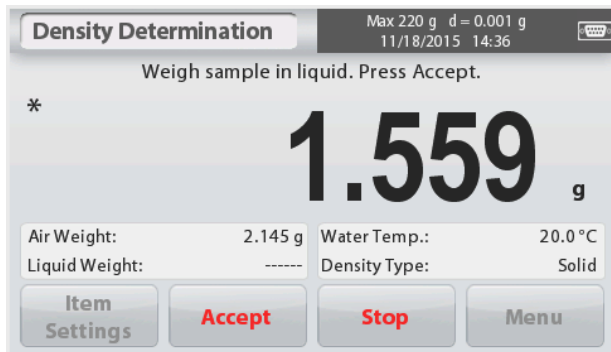 Density Determination
Max 220 g  d = 0.001 g
11/18/2015  14:36
Weigh sample in liquid. Press Accept.
*
1.559 g
Air Weight: 2.145 g
Liquid Weight: ------
Water Temp.: 20.0 °C
Density Type: Solid
Item Settings
Accept
Stop
Menu